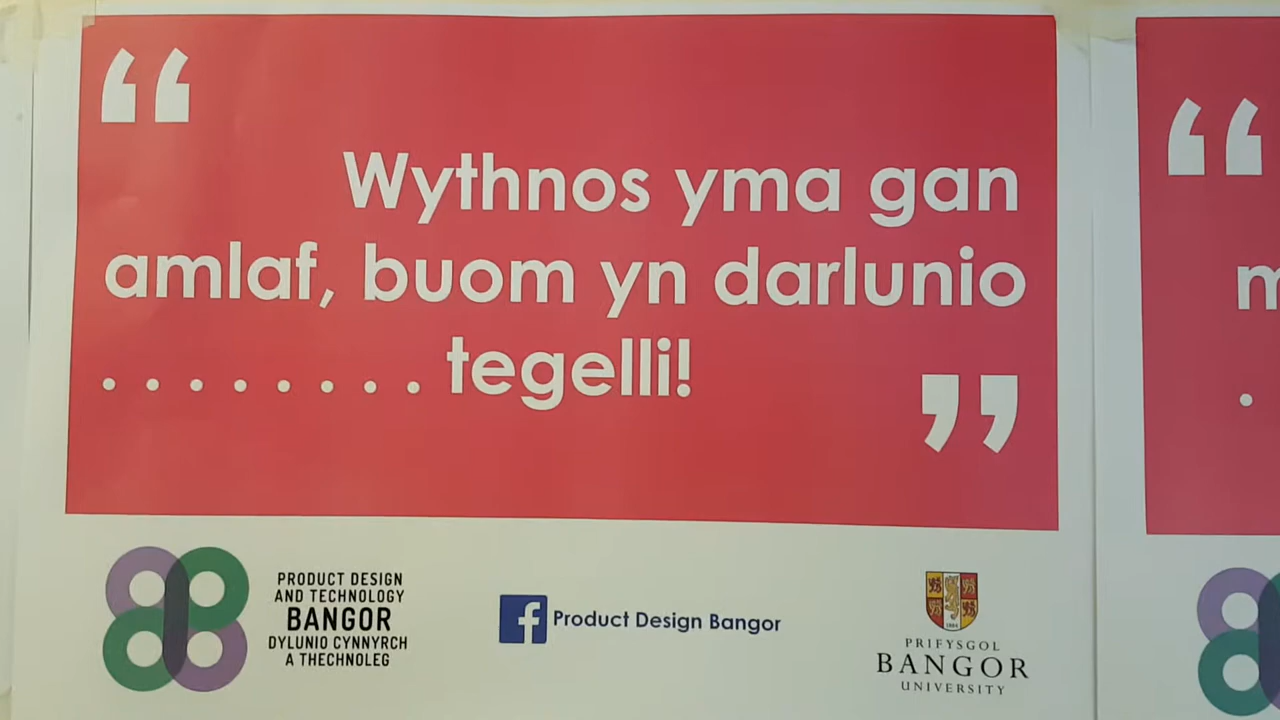 “
Wythnos yma gan
amlaf, buom yn darlunio
. . . . . . . . tegelli!
”
PRODUCT DESIGN
AND TECHNOLOGY
BANGOR
DYLUNIO CYNNYRCH
A THECHNOLEG
f Product Design Bangor
1884
PRIFYSGOL
BANGOR
UNIVERSITY
“
m
.